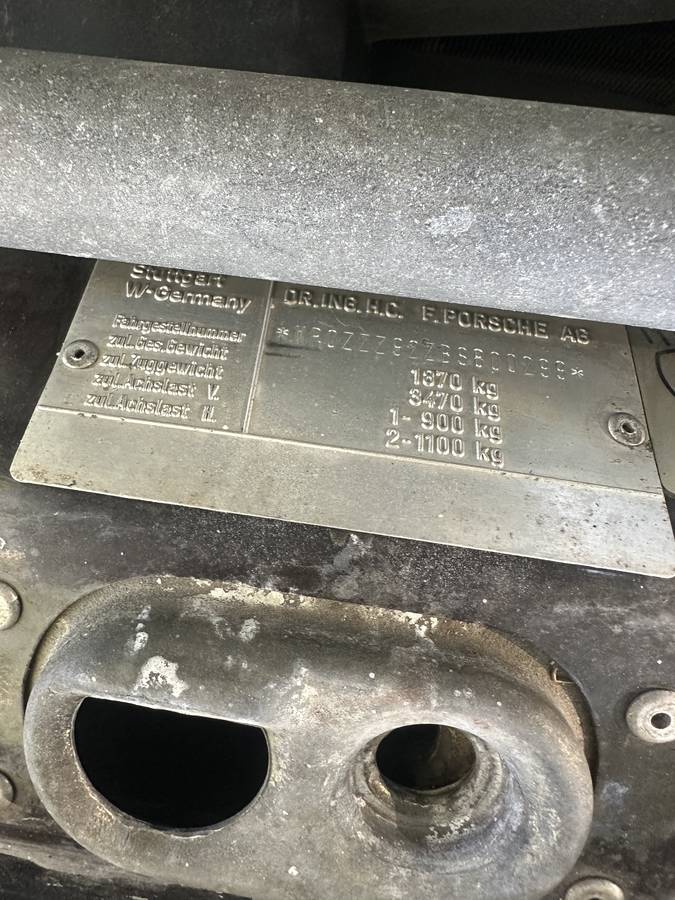 Stuttgart
W-Germany
DR.ING.H.C. F.PORSCHE AG
Fahrgestellnummer
zul.Ges.Gewicht
zul.Zuggewicht
zul.Achslast V.
zul.Achslast H.
1870 kg
3470 kg
1- 900 kg
2-1100 kg